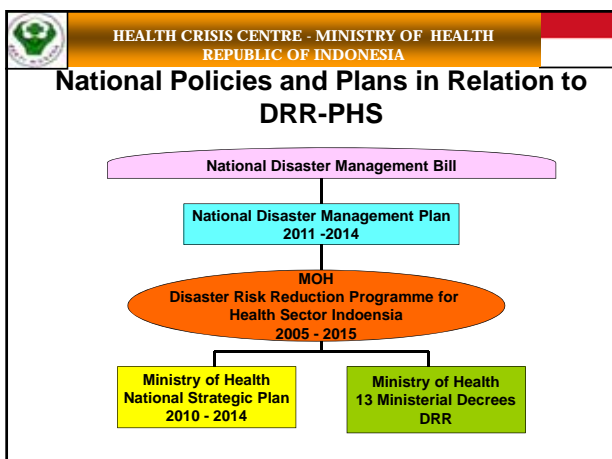 HEALTH CRISIS CENTRE - MINISTRY OF HEALTH
REPUBLIC OF INDONESIA
National Policies and Plans in Relation to
DRR-PHS
National Disaster Management Bill
National Disaster Management Plan
2011 -2014
MOH
Disaster Risk Reduction Programme for
Health Sector Indoensia
2005 - 2015
Ministry of Health
National Strategic Plan
2010 - 2014
Ministry of Health
13 Ministerial Decrees
DRR